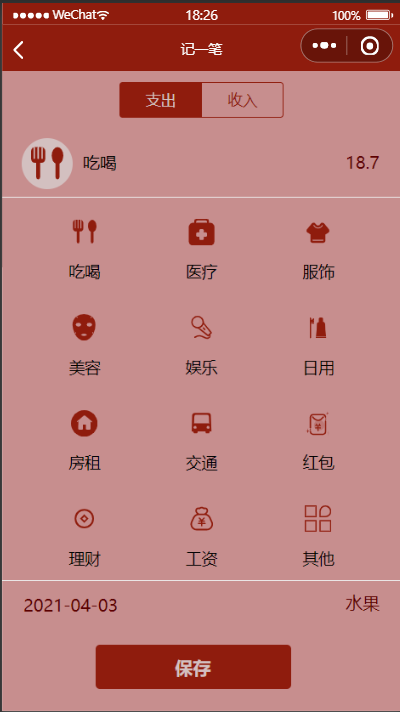 WeChat 18:26 100%
记一笔
支出 收入
吃喝 18.7
吃喝 医疗 服饰
美容 娱乐 日用
房租 交通 红包
理财 工资 其他
2021-04-03 水果
保存